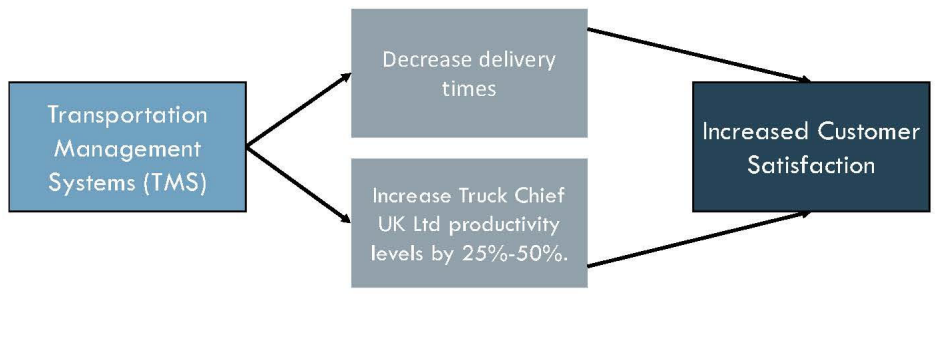 Transportation
Management
Systems (TMS)
Decrease delivery
times
Increase Truck Chief
UK Ltd productivity
levels by 25%-50%.
Increased Customer
Satisfaction